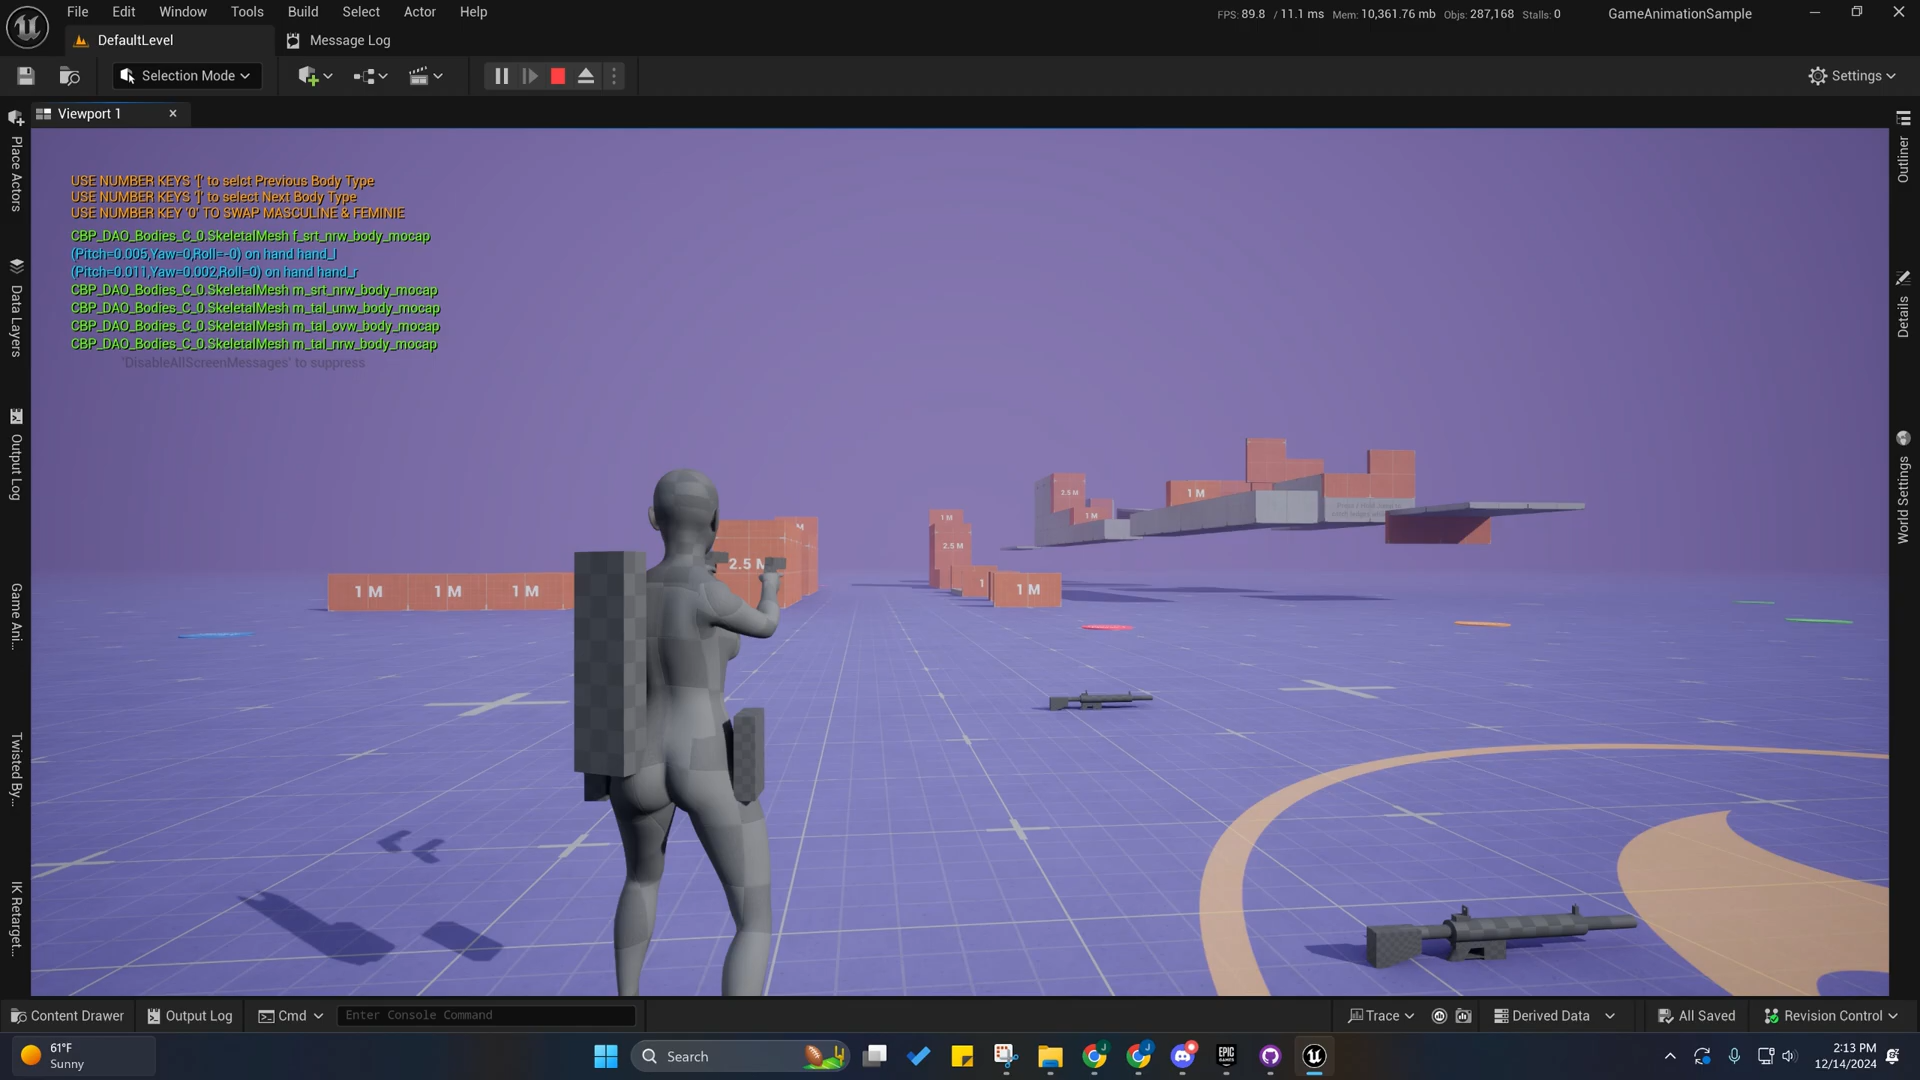 File Edit Window Tools Build Select Actor Help
FPS: 89.8 / 11.1 ms Mem: 10,361.76 mb Objs: 287,168 Stalls: 0
GameAnimationSample
DefaultLevel
Message Log
Selection Mode
Settings
Viewport 1
Place Actors
Data Layers
Output Log
Game Ani...
Twisted By...
IK Retarget...
Outliner
Details
World Settings
USE NUMBER KEYS '[' to selct Previous Body Type
USE NUMBER KEYS ']' to select Next Body Type
USE NUMBER KEY '0' TO SWAP MASCULINE & FEMINIE
CBP_DAO_Bodies_C_0.SkeletalMesh f_srt_nrw_body_mocap
(Pitch=0.005,Yaw=0,Roll=-0) on hand hand_l
(Pitch=0.011,Yaw=0.002,Roll=0) on hand hand_r
CBP_DAO_Bodies_C_0.SkeletalMesh m_srt_nrw_body_mocap
CBP_DAO_Bodies_C_0.SkeletalMesh m_tal_unw_body_mocap
CBP_DAO_Bodies_C_0.SkeletalMesh m_tal_ovw_body_mocap
CBP_DAO_Bodies_C_0.SkeletalMesh m_tal_nrw_body_mocap
'DisableAllScreenMessages' to suppress
2.5 M
1 M
1 M
1 M
2.5 M
1 M
1 M
1 M
2.5 M
M
1
1 M
Content Drawer
Output Log
Cmd
Enter Console Command
Trace
Derived Data
All Saved
Revision Control
61°F
Sunny
Search
EPIC GAMES
2:13 PM
12/14/2024